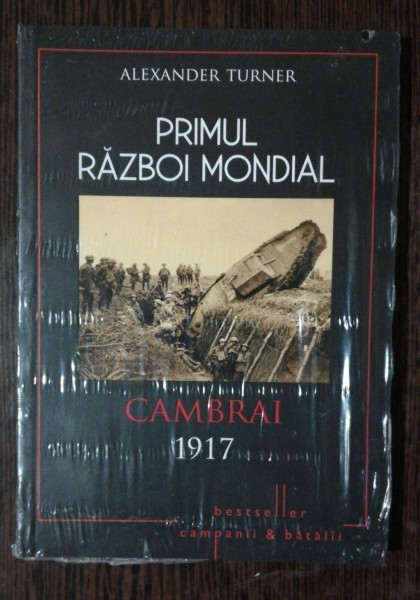 ALEXANDER TURNER
PRIMUL
RĂZBOI MONDIAL
CAMBRAI
1917
bestseller
campanii & bătălii